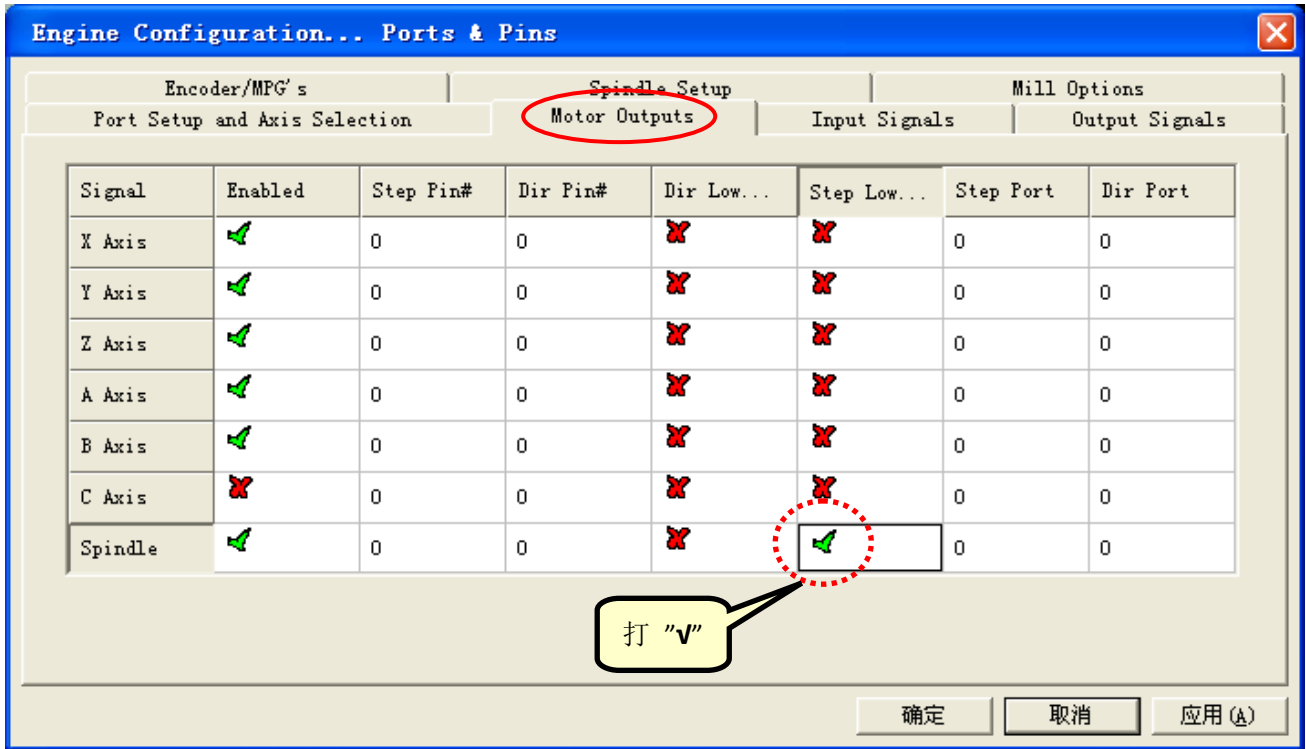 Engine Configuration... Ports & Pins
Encoder/MPG's Spindle Setup Mill Options
Port Setup and Axis Selection Motor Outputs Input Signals Output Signals
Signal Enabled Step Pin# Dir Pin# Dir Low... Step Low... Step Port Dir Port
X Axis 0 0 0 0
Y Axis 0 0 0 0
Z Axis 0 0 0 0
A Axis 0 0 0 0
B Axis 0 0 0 0
C Axis 0 0 0 0
Spindle 0 0 0 0
打 "√"
确定 取消 应用(A)